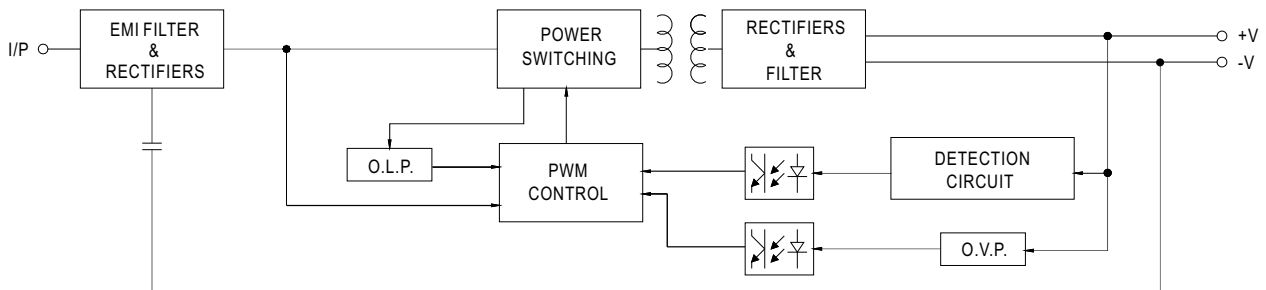 I/P
EMI FILTER
&
RECTIFIERS
POWER
SWITCHING
RECTIFIERS
&
FILTER
+V
-V
O.L.P.
PWM
CONTROL
DETECTION
CIRCUIT
O.V.P.